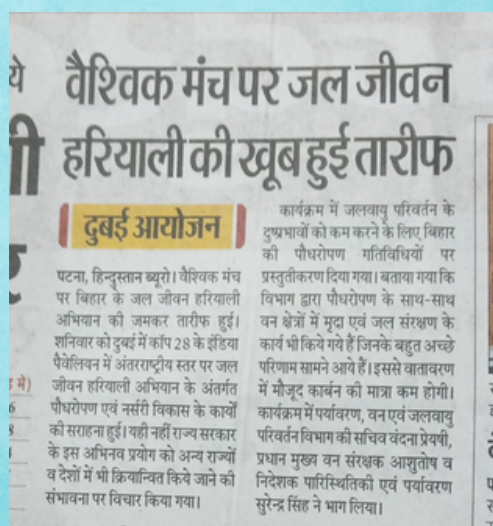 वैश्विक मंच पर जल जीवन
हरियाली की खूब हुई तारीफ
दुबई आयोजन
पटना, हिन्दुस्तान ब्यूरो। वैश्विक मंच
पर बिहार के जल जीवन हरियाली
अभियान की जमकर तारीफ हुई।
शनिवार को दुबई में कॉप 28 के इंडिया
पैवेलियन में अंतरराष्ट्रीय स्तर पर जल
जीवन हरियाली अभियान के अंतर्गत
पौधरोपण एवं नर्सरी विकास के कार्यों
की सराहना हुई। यही नहीं राज्य सरकार
के इस अभिनव प्रयोग को अन्य राज्यों
व देशों में भी क्रियान्वित किये जाने की
संभावना पर विचार किया गया।
कार्यक्रम में जलवायु परिवर्तन के
दुष्प्रभावों को कम करने के लिए बिहार
की पौधरोपण गतिविधियों पर
प्रस्तुतीकरण दिया गया। बताया गया कि
विभाग द्वारा पौधरोपण के साथ-साथ
वन क्षेत्रों में मृदा एवं जल संरक्षण के
कार्य भी किये गये हैं जिनके बहुत अच्छे
परिणाम सामने आये हैं। इससे वातावरण
में मौजूद कार्बन की मात्रा कम होगी।
कार्यक्रम में पर्यावरण, वन एवं जलवायु
परिवर्तन विभाग की सचिव वंदना प्रेयषी,
प्रधान मुख्य वन संरक्षक आशुतोष व
निदेशक पारिस्थितिकी एवं पर्यावरण
सुरेन्द्र सिंह ने भाग लिया।